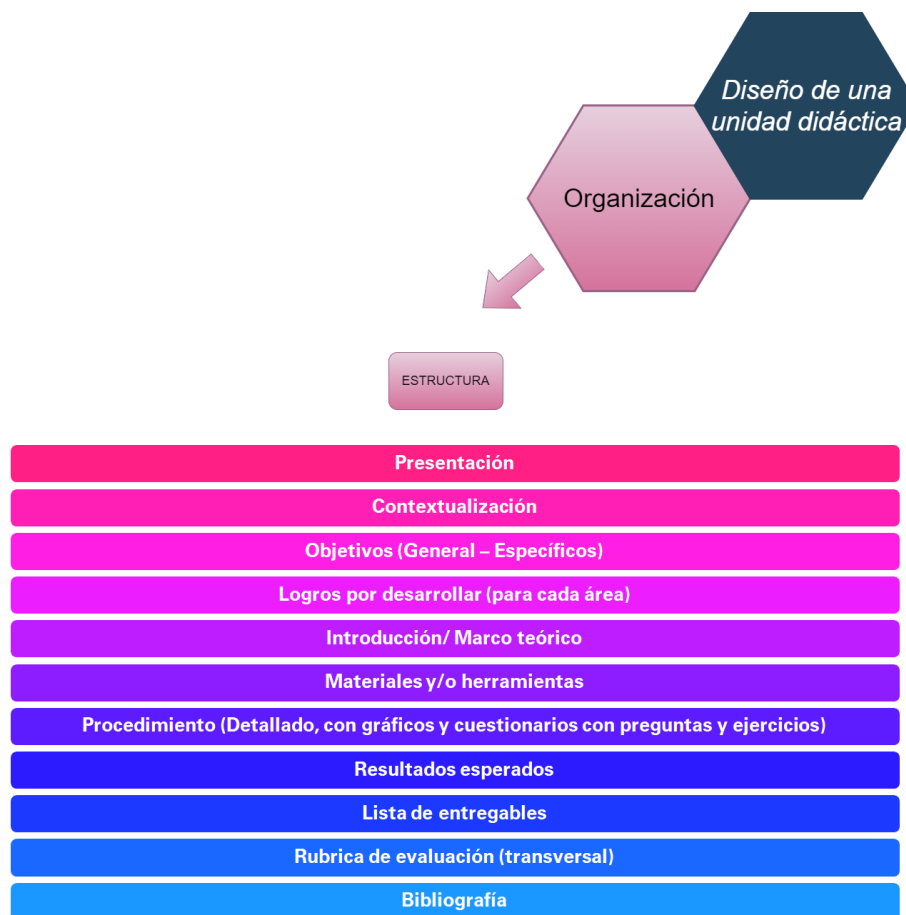 Diseño de una
unidad didáctica
Organización
ESTRUCTURA
Presentación
Contextualización
Objetivos (General – Específicos)
Logros por desarrollar (para cada área)
Introducción/ Marco teórico
Materiales y/o herramientas
Procedimiento (Detallado, con gráficos y cuestionarios con preguntas y ejercicios)
Resultados esperados
Lista de entregables
Rubrica de evaluación (transversal)
Bibliografía